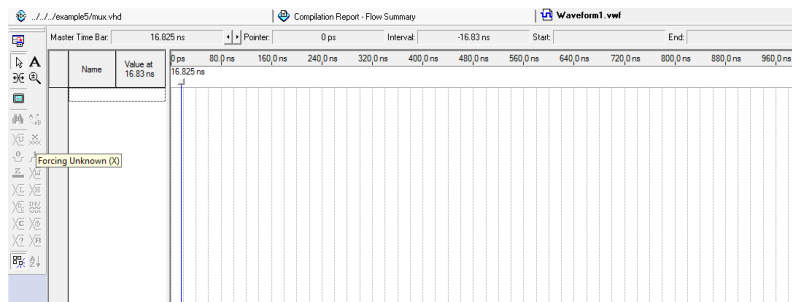 .../../../example5/mux.vhd Compilation Report - Flow Summary Waveform1.vwf
Master Time Bar: 16.825 ns Pointer: 0 ps Interval: -16.83 ns Start: End:
Name Value at 16.83 ns
0 ps 80.0 ns 160.0 ns 240.0 ns 320.0 ns 400.0 ns 480.0 ns 560.0 ns 640.0 ns 720.0 ns 800.0 ns 880.0 ns 960.0 ns
16.825 ns
Forcing Unknown (X)